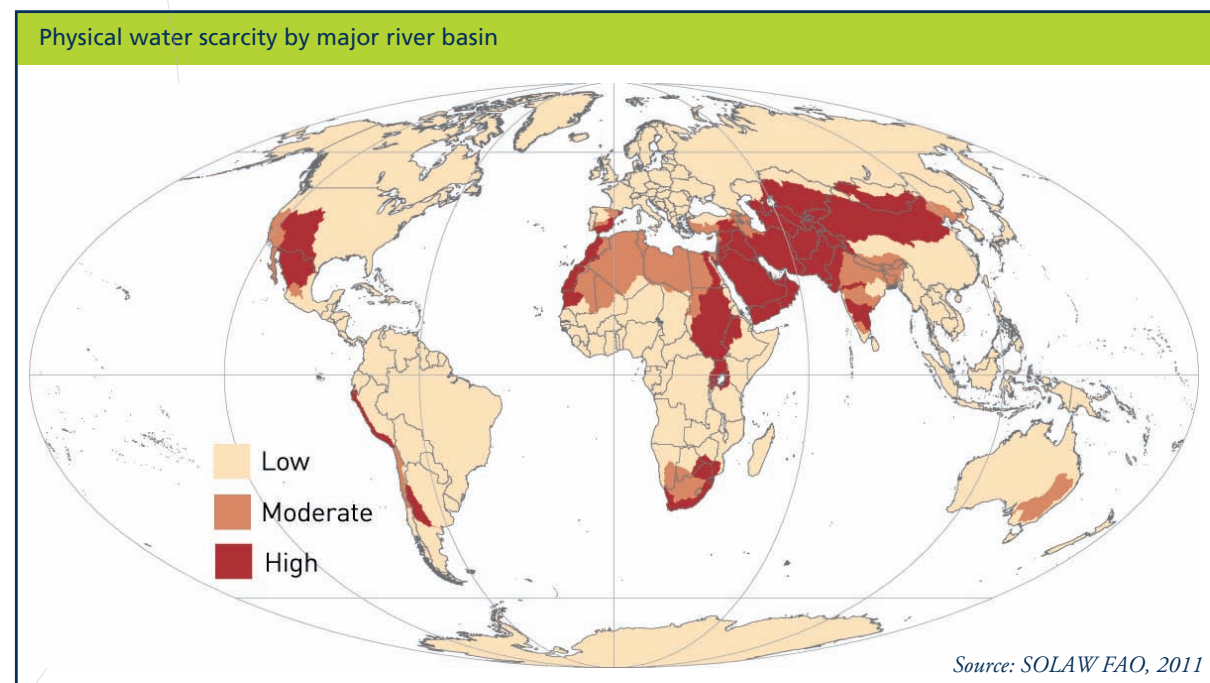 Physical water scarcity by major river basin
Low
Moderate
High
Source: SOLAW FAO, 2011